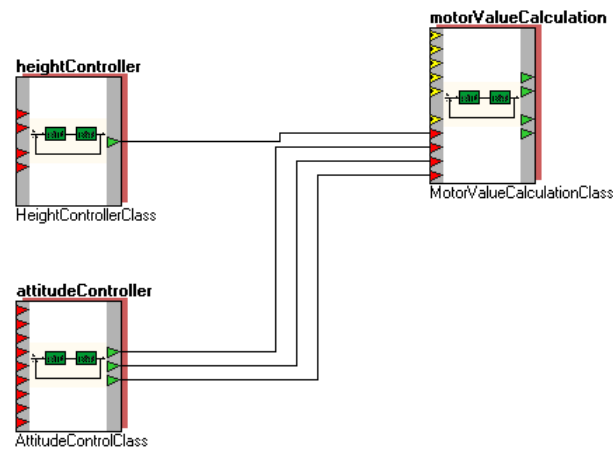 motorValueCalculation
heightController
MotorValueCalculationClass
HeightControllerClass
attitudeController
AttitudeControlClass